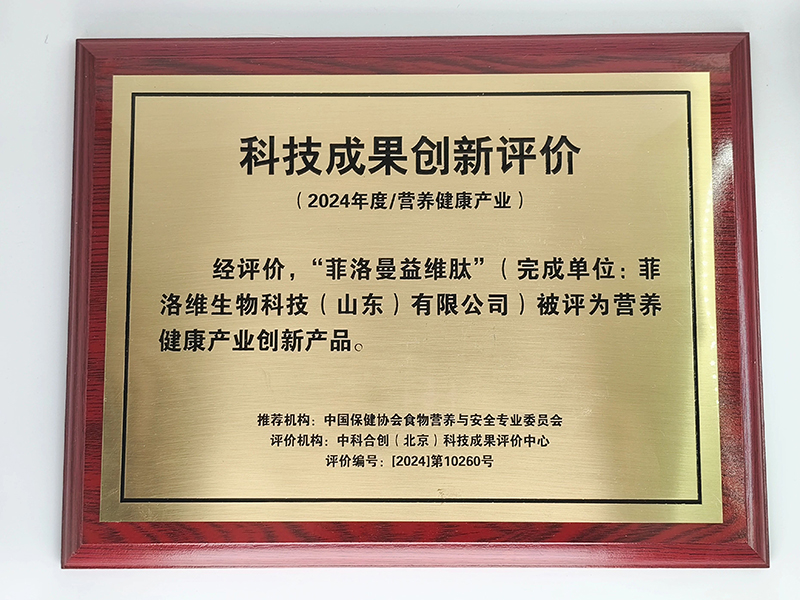 科技成果创新评价
（2024年度/营养健康产业）
经评价，“菲洛曼益维肽”（完成单位：菲
洛维生物科技（山东）有限公司）被评为营养
健康产业创新产品。
推荐机构：中国保健协会食物营养与安全专业委员会
评价机构：中科合创（北京）科技成果评价中心
评价编号：[2024]第10260号